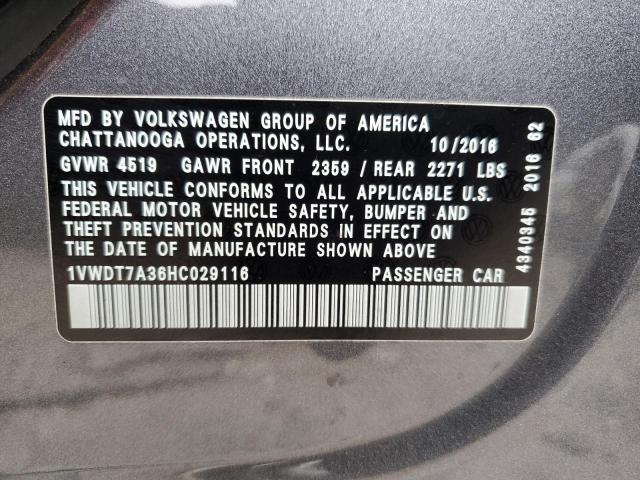 MFD BY VOLKSWAGEN GROUP OF AMERICA
CHATTANOOGA OPERATIONS, LLC. 10/2016
GVWR 4519 GAWR FRONT 2359 / REAR 2271 LBS
THIS VEHICLE CONFORMS TO ALL APPLICABLE U.S.
FEDERAL MOTOR VEHICLE SAFETY, BUMPER AND
THEFT PREVENTION STANDARDS IN EFFECT ON
THE DATE OF MANUFACTURE SHOWN ABOVE
1VWDT7A36HC029116 PASSENGER CAR
4340345 2016 62